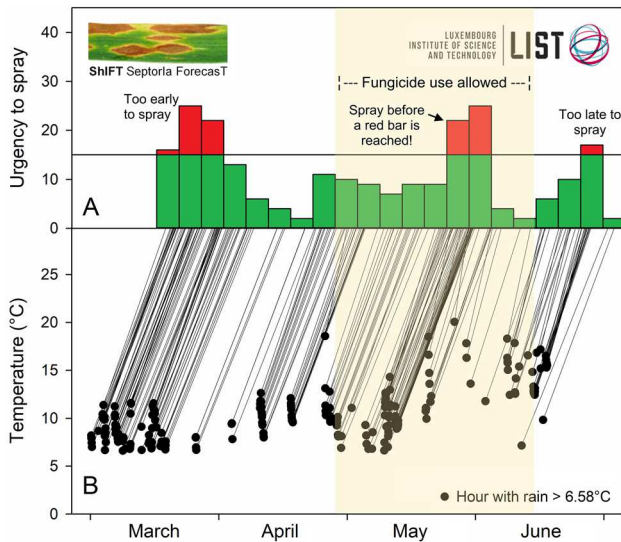 A
ShIFT SeptorIa ForecasT
LUXEMBOURG
INSTITUTE OF SCIENCE
AND TECHNOLOGY
LIST
Urgency to spray
40
30
20
10
0
Too early
to spray
|--- Fungicide use allowed ---|
Spray before
a red bar is
reached!
Too late to
spray
A
B
Temperature (°C)
25
20
15
10
5
0
Hour with rain > 6.58°C
March
April
May
June